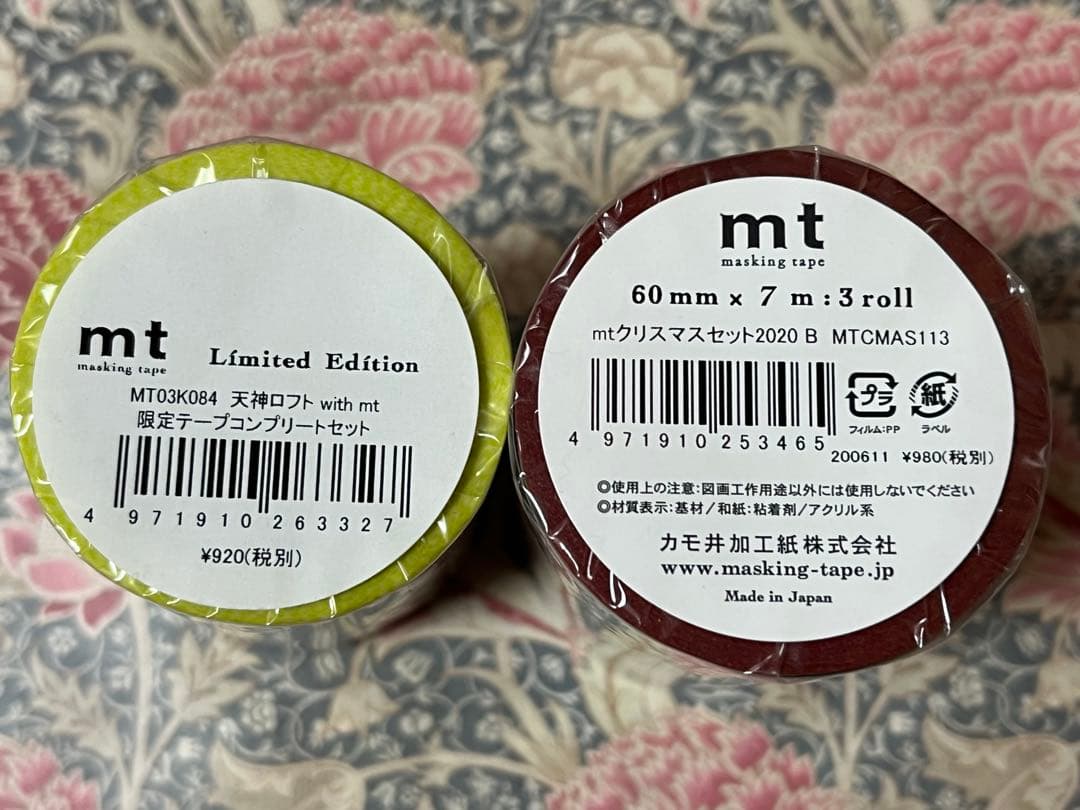 mt
masking tape
Limited Edition
MT03K084 天神ロフト with mt
限定テープコンプリートセット
4 971910 263327
¥920(税別)
mt
masking tape
60mm × 7 m : 3 roll
mtクリスマスセット2020 B MTCMAS113
プラ
フィルム:PP
紙
ラベル
4 971910 253465
200611 ¥980(税別)
◎使用上の注意:図画工作用途以外には使用しないでください
◎材質表示:基材/和紙:粘着剤/アクリル系
カモ井加工紙株式会社
www.masking-tape.jp
Made in Japan